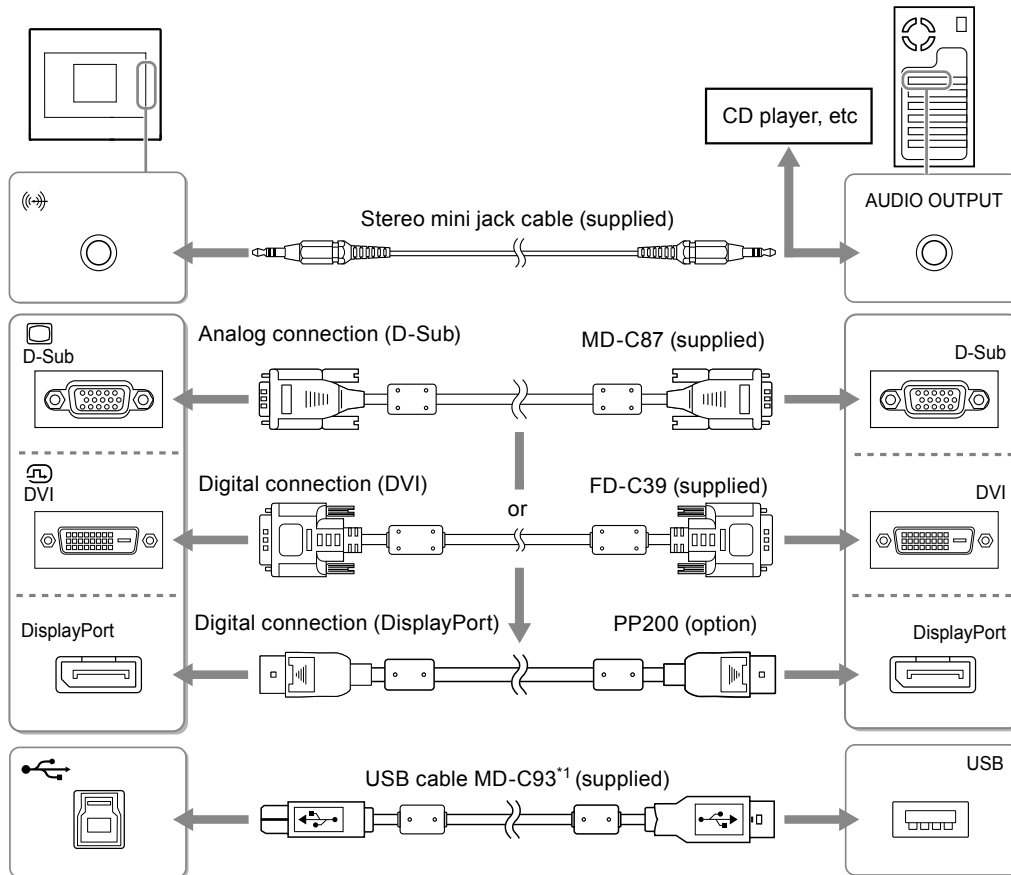 CD player, etc
AUDIO OUTPUT
Stereo mini jack cable (supplied)
D-Sub
Analog connection (D-Sub)
MD-C87 (supplied)
D-Sub
DVI
Digital connection (DVI)
or
FD-C39 (supplied)
DVI
DisplayPort
Digital connection (DisplayPort)
PP200 (option)
DisplayPort
USB cable MD-C93*1 (supplied)
USB